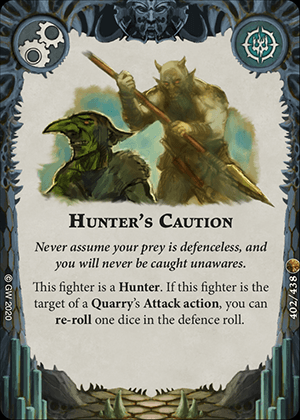 HUNTER'S CAUTION
Never assume your prey is defenceless, and
you will never be caught unawares.
This fighter is a Hunter. If this fighter is the
target of a Quarry's Attack action, you can
re-roll one dice in the defence roll.
© GW 2020
402/438